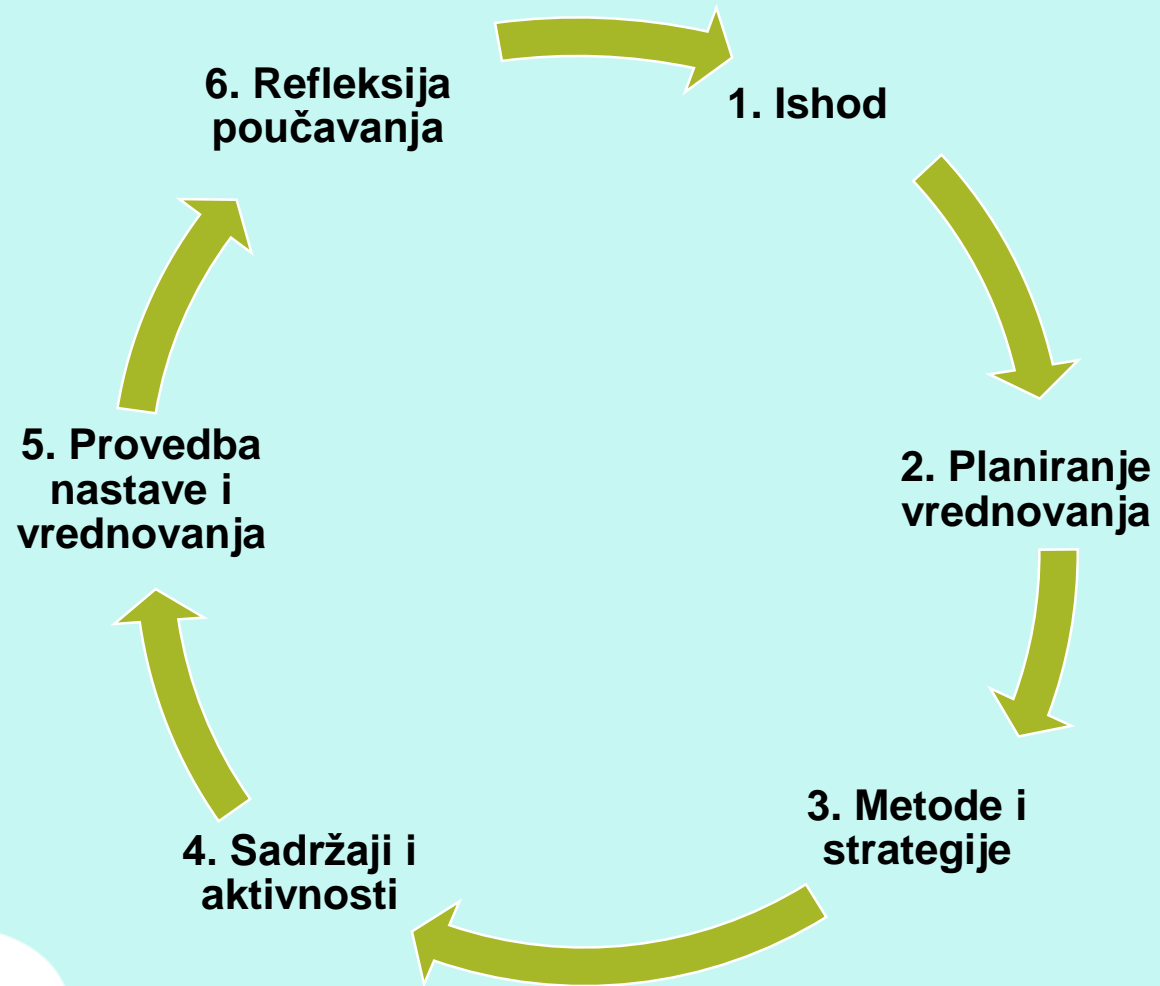 1. Ishod
2. Planiranje
vrednovanja
3. Metode i
strategije
4. Sadržaji i
aktivnosti
5. Provedba
nastave i
vrednovanja
6. Refleksija
poučavanja